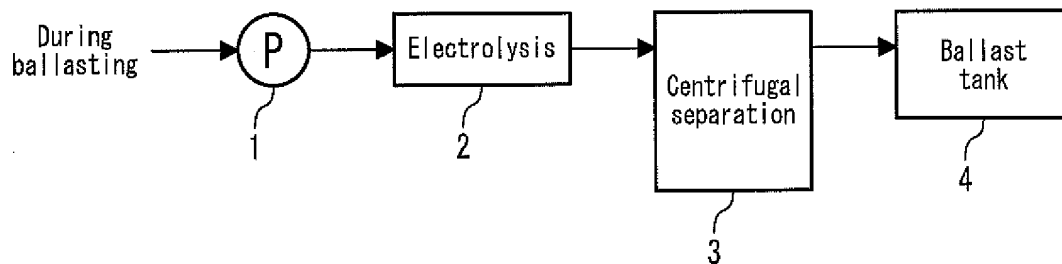 During
ballasting
P
Electrolysis
Centrifugal
separation
Ballast
tank
1
2
3
4